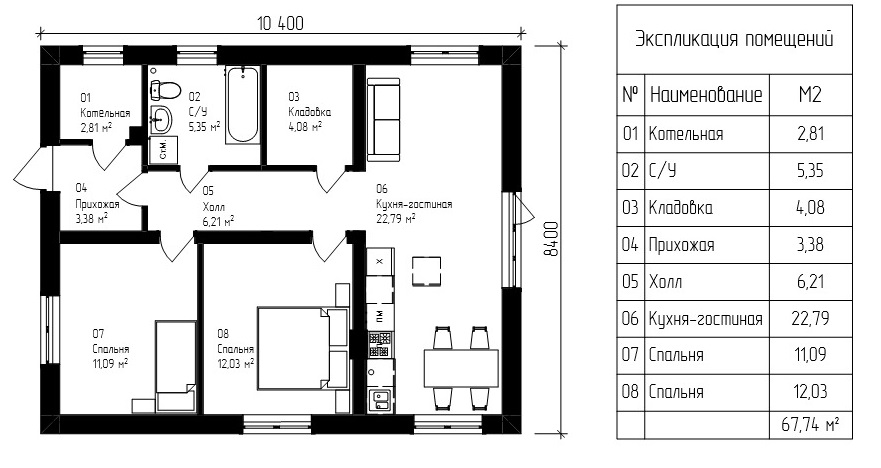 10 400
01
Котельная
2,81 м²
02
С/У
5,35 м²
03
Кладовка
4,08 м²
Ст.М.
04
Прихожая
3,38 м²
05
Холл
6,21 м²
06
Кухня-гостиная
22,79 м²
8400
Х
ПМ
07
Спальня
11,09 м²
08
Спальня
12,03 м²
Экспликация помещений
№ Наименование М2
01 Котельная 2,81
02 С/У 5,35
03 Кладовка 4,08
04 Прихожая 3,38
05 Холл 6,21
06 Кухня-гостиная 22,79
07 Спальня 11,09
08 Спальня 12,03
67,74 м²